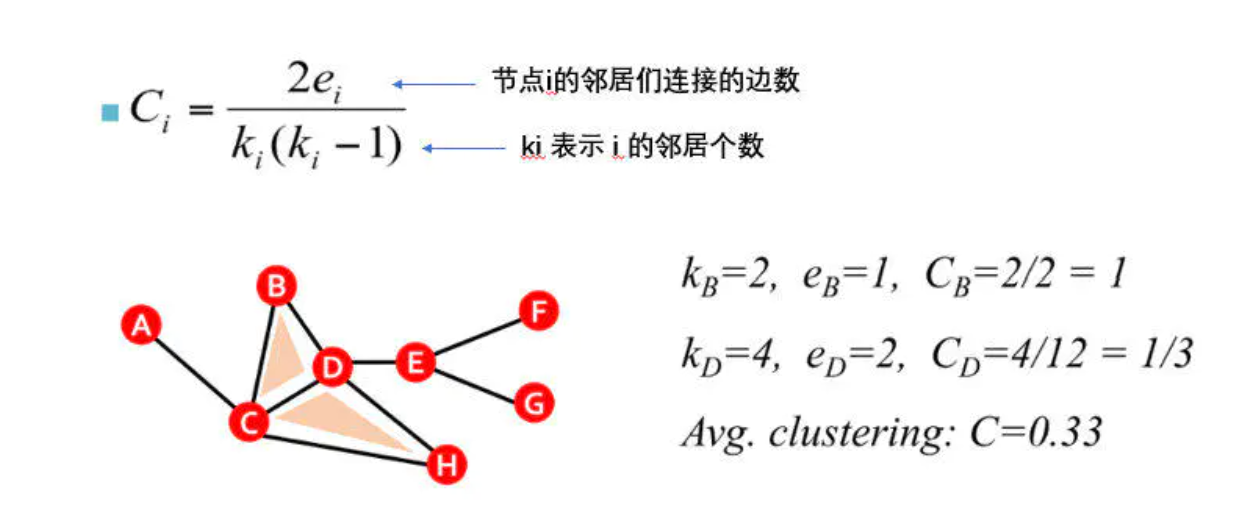 C_i = 2e_i / k_i(k_i − 1)
节点i的邻居们连接的边数
ki 表示 i 的邻居个数
B
A
F
D
E
G
C
H
k_B=2, e_B=1, C_B=2/2 = 1
k_D=4, e_D=2, C_D=4/12 = 1/3
Avg. clustering: C=0.33